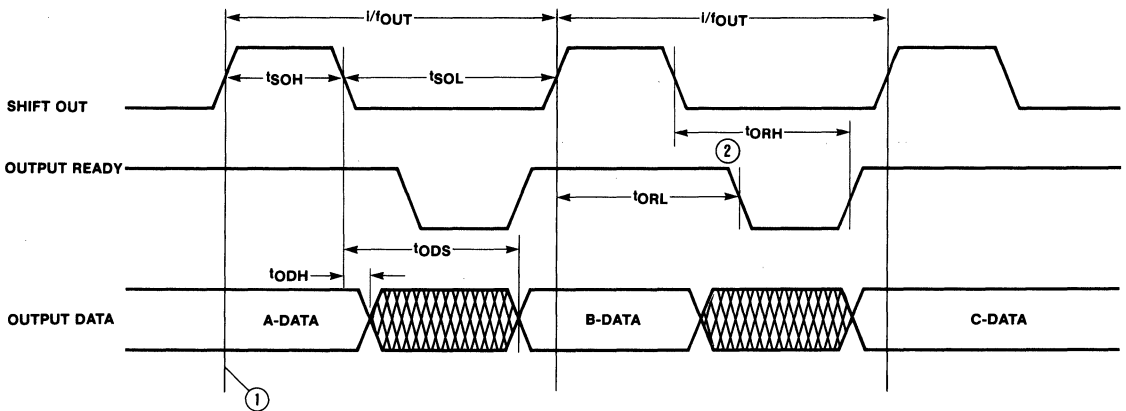 i/fOUT i/fOUT
tSOH tSOL
SHIFT OUT
tORH
②
OUTPUT READY
tORL
tODS
tODH
OUTPUT DATA A-DATA B-DATA C-DATA
①